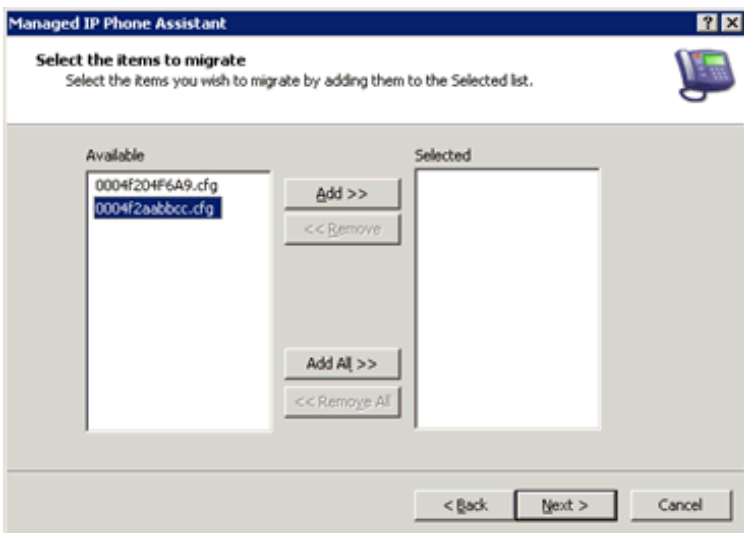 Managed IP Phone Assistant
Select the items to migrate
Select the items you wish to migrate by adding them to the Selected list.
Available
Selected
0004f204F6A9.cfg
0004f2aabbcc.cfg
Add >>
<< Remove
Add All >>
<< Remove All
< Back
Next >
Cancel